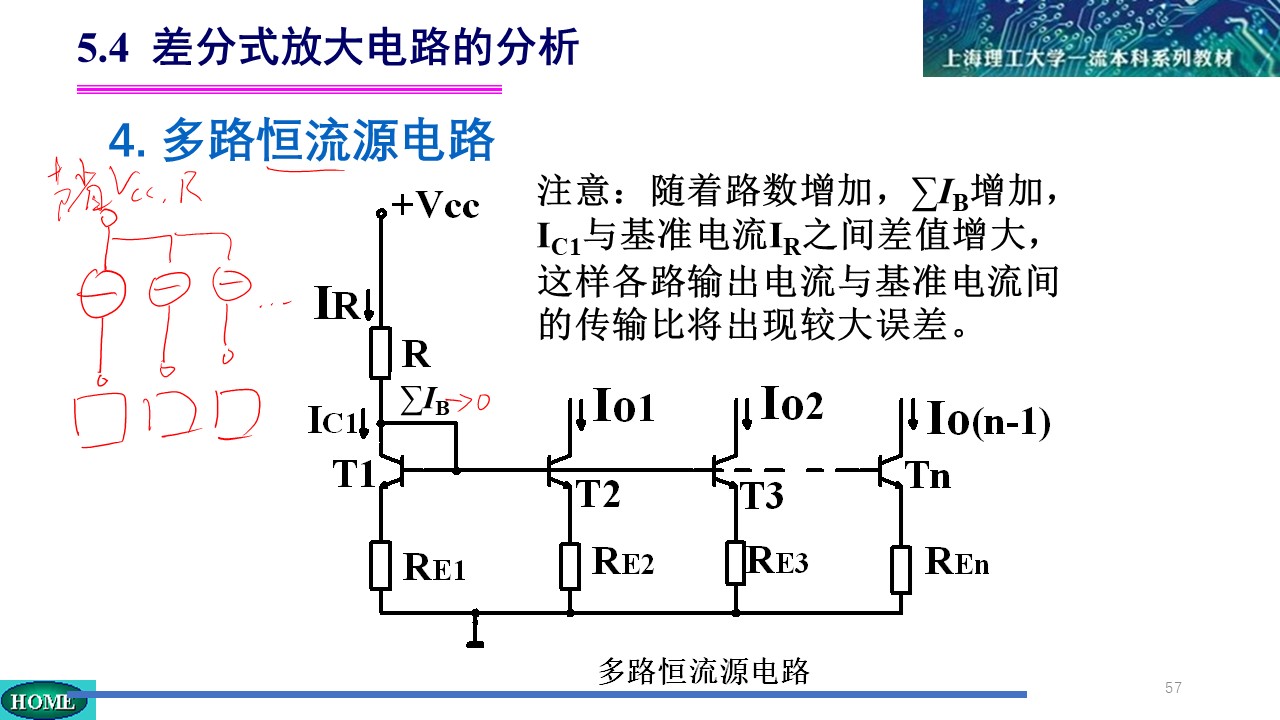 5.4 差分式放大电路的分析
上海理工大学一流本科系列教材
4. 多路恒流源电路
Vcc, R
注意：随着路数增加，∑IB增加，
IC1与基准电流IR之间差值增大，
这样各路输出电流与基准电流间
的传输比将出现较大误差。
+Vcc
IR
R
∑IB→0
IC1
Io1
Io2
Io(n-1)
T1
T2
T3
Tn
RE1
RE2
RE3
REn
多路恒流源电路
HOME
57